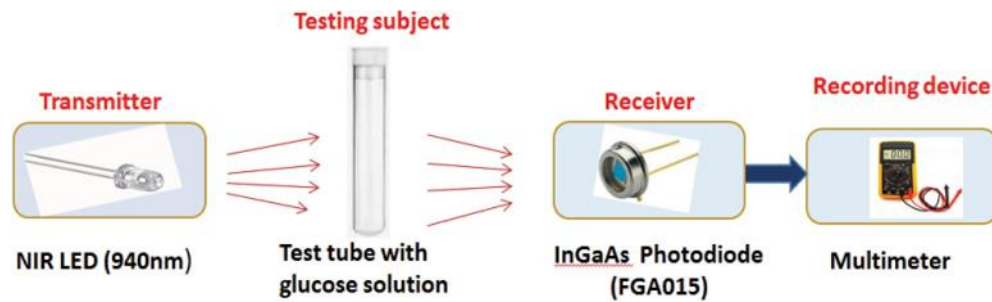 Testing subject
Transmitter
Receiver
Recording device
NIR LED (940nm)
Test tube with
glucose solution
InGaAs Photodiode
(FGA015)
Multimeter